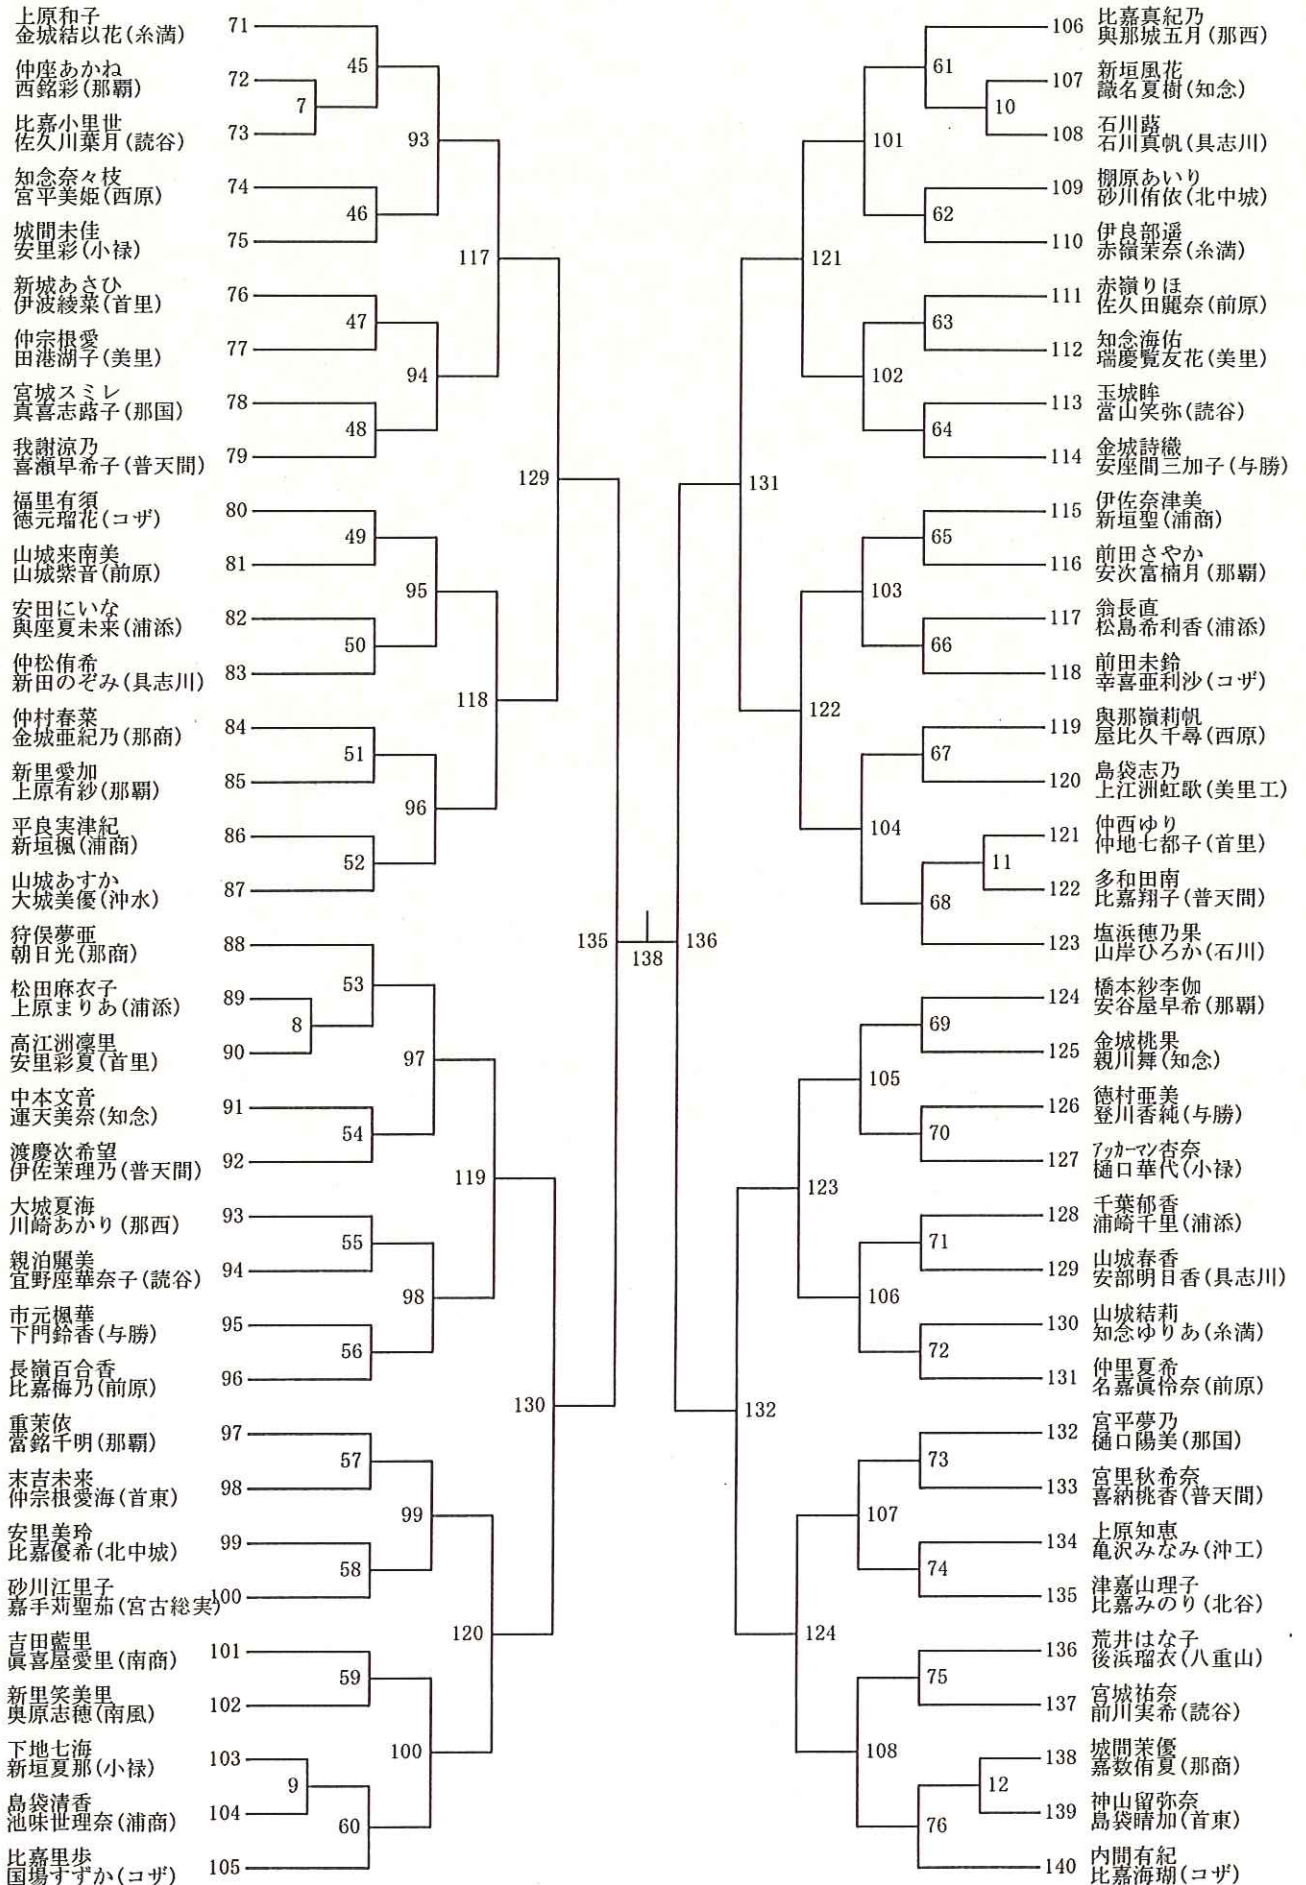 上原和子
金城結以花(糸満) 71
仲座あかね
西銘彩(那覇) 72
比嘉小里世
佐久川葉月(読谷) 73
知念奈々枝
宮平美姫(西原) 74
城間未佳
安里彩(小禄) 75
新城あさひ
伊波綾菜(首里) 76
仲宗根愛
田港湖子(美里) 77
宮城スミレ
真喜志蕗子(那国) 78
我謝涼乃
喜瀬早希子(普天間) 79
福里有須
徳元瑠花(コザ) 80
山城来南美
山城紫音(前原) 81
安田にいな
與座夏未来(浦添) 82
仲松侑希
新田のぞみ(具志川) 83
仲村春菜
金城亜紀乃(那商) 84
新里愛加
上原有紗(那覇) 85
平良実津紀
新垣楓(浦商) 86
山城あすか
大城美優(沖水) 87
狩俣夢亜
朝日光(那商) 88
松田麻衣子
上原まりあ(浦添) 89
高江洲凜里
安里彩夏(首里) 90
中本文音
運天美奈(知念) 91
渡慶次希望
伊佐茉理乃(普天間) 92
大城夏海
川崎あかり(那西) 93
親泊麗美
宜野座華奈子(読谷) 94
市元楓華
下門鈴香(与勝) 95
長嶺百合香
比嘉梅乃(前原) 96
重茉依
當銘千明(那覇) 97
末吉未来
仲宗根愛海(首東) 98
安里美玲
比嘉優希(北中城) 99
砂川江里子
嘉手苅聖茄(宮古総実) 100
吉田藍里
眞喜屋愛里(南商) 101
新里笑美里
奥原志穂(南風) 102
下地七海
新垣夏那(小禄) 103
島袋清香
池味世理奈(浦商) 104
比嘉里歩
国場すずか(コザ) 105
7
8
9
45
46
47
48
49
50
51
52
53
54
55
56
57
58
59
60
93
94
95
96
97
98
99
100
117
118
119
120
129
130
135
138
136
131
132
121
122
123
124
101
102
103
104
105
106
107
108
61
62
63
64
65
66
67
68
69
70
71
72
73
74
75
76
10
11
12
106 比嘉真紀乃
與那城五月(那西)
107 新垣風花
識名夏樹(知念)
108 石川蕗
石川真帆(具志川)
109 棚原あいり
砂川侑依(北中城)
110 伊良部遥
赤嶺茉奈(糸満)
111 赤嶺りほ
佐久田麗奈(前原)
112 知念海佑
瑞慶覧友花(美里)
113 玉城眸
當山笑弥(読谷)
114 金城詩織
安座間三加子(与勝)
115 伊佐奈津美
新垣聖(浦商)
116 前田さやか
安次富楠月(那覇)
117 翁長直
松島希利香(浦添)
118 前田未鈴
幸喜亜利沙(コザ)
119 與那嶺莉帆
屋比久千尋(西原)
120 島袋志乃
上江洲虹歌(美里工)
121 仲西ゆり
仲地七都子(首里)
122 多和田南
比嘉翔子(普天間)
123 塩浜穂乃果
山岸ひろか(石川)
124 橋本紗李伽
安谷屋早希(那覇)
125 金城桃果
親川舞(知念)
126 徳村亜美
登川香純(与勝)
127 アッカーマン杏奈
樋口華代(小禄)
128 千葉郁香
浦崎千里(浦添)
129 山城春香
安部明日香(具志川)
130 山城結莉
知念ゆりあ(糸満)
131 仲里夏希
名嘉眞伶奈(前原)
132 宮平夢乃
樋口陽美(那国)
133 宮里秋希奈
喜納桃香(普天間)
134 上原知恵
亀沢みなみ(沖工)
135 津嘉山理子
比嘉みのり(北谷)
136 荒井はな子
後浜瑠衣(八重山)
137 宮城祐奈
前川実希(読谷)
138 城間茉優
嘉数侑夏(那商)
139 神山留弥奈
島袋晴加(首東)
140 内間有紀
比嘉海瑚(コザ)